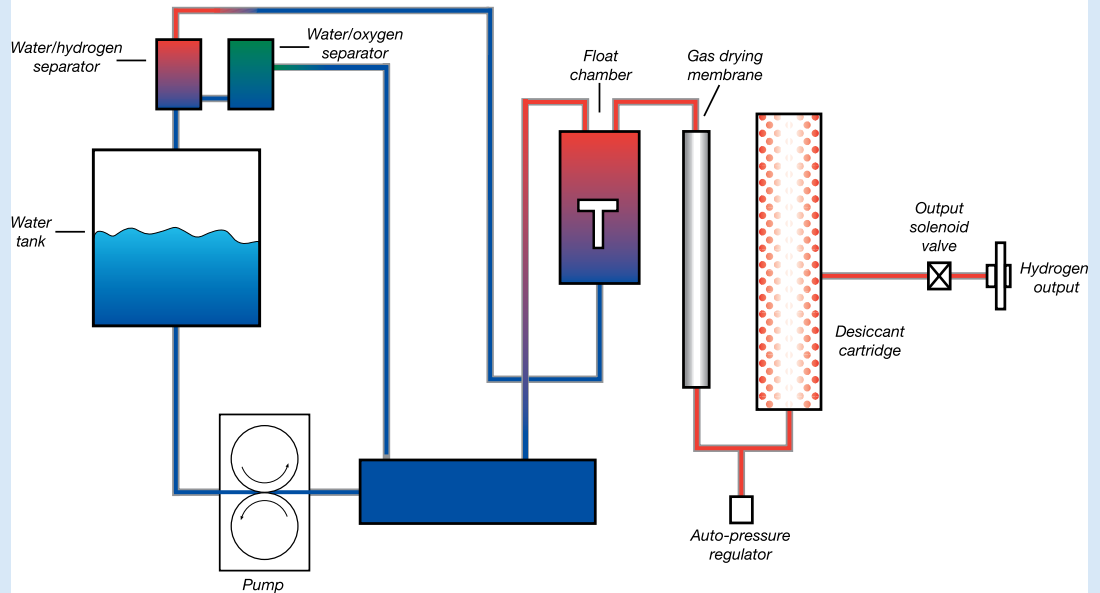 Water/hydrogen
separator
Water/oxygen
separator
Float
chamber
Gas drying
membrane
Water
tank
Output
solenoid
valve
Hydrogen
output
Desiccant
cartridge
Auto-pressure
regulator
Pump